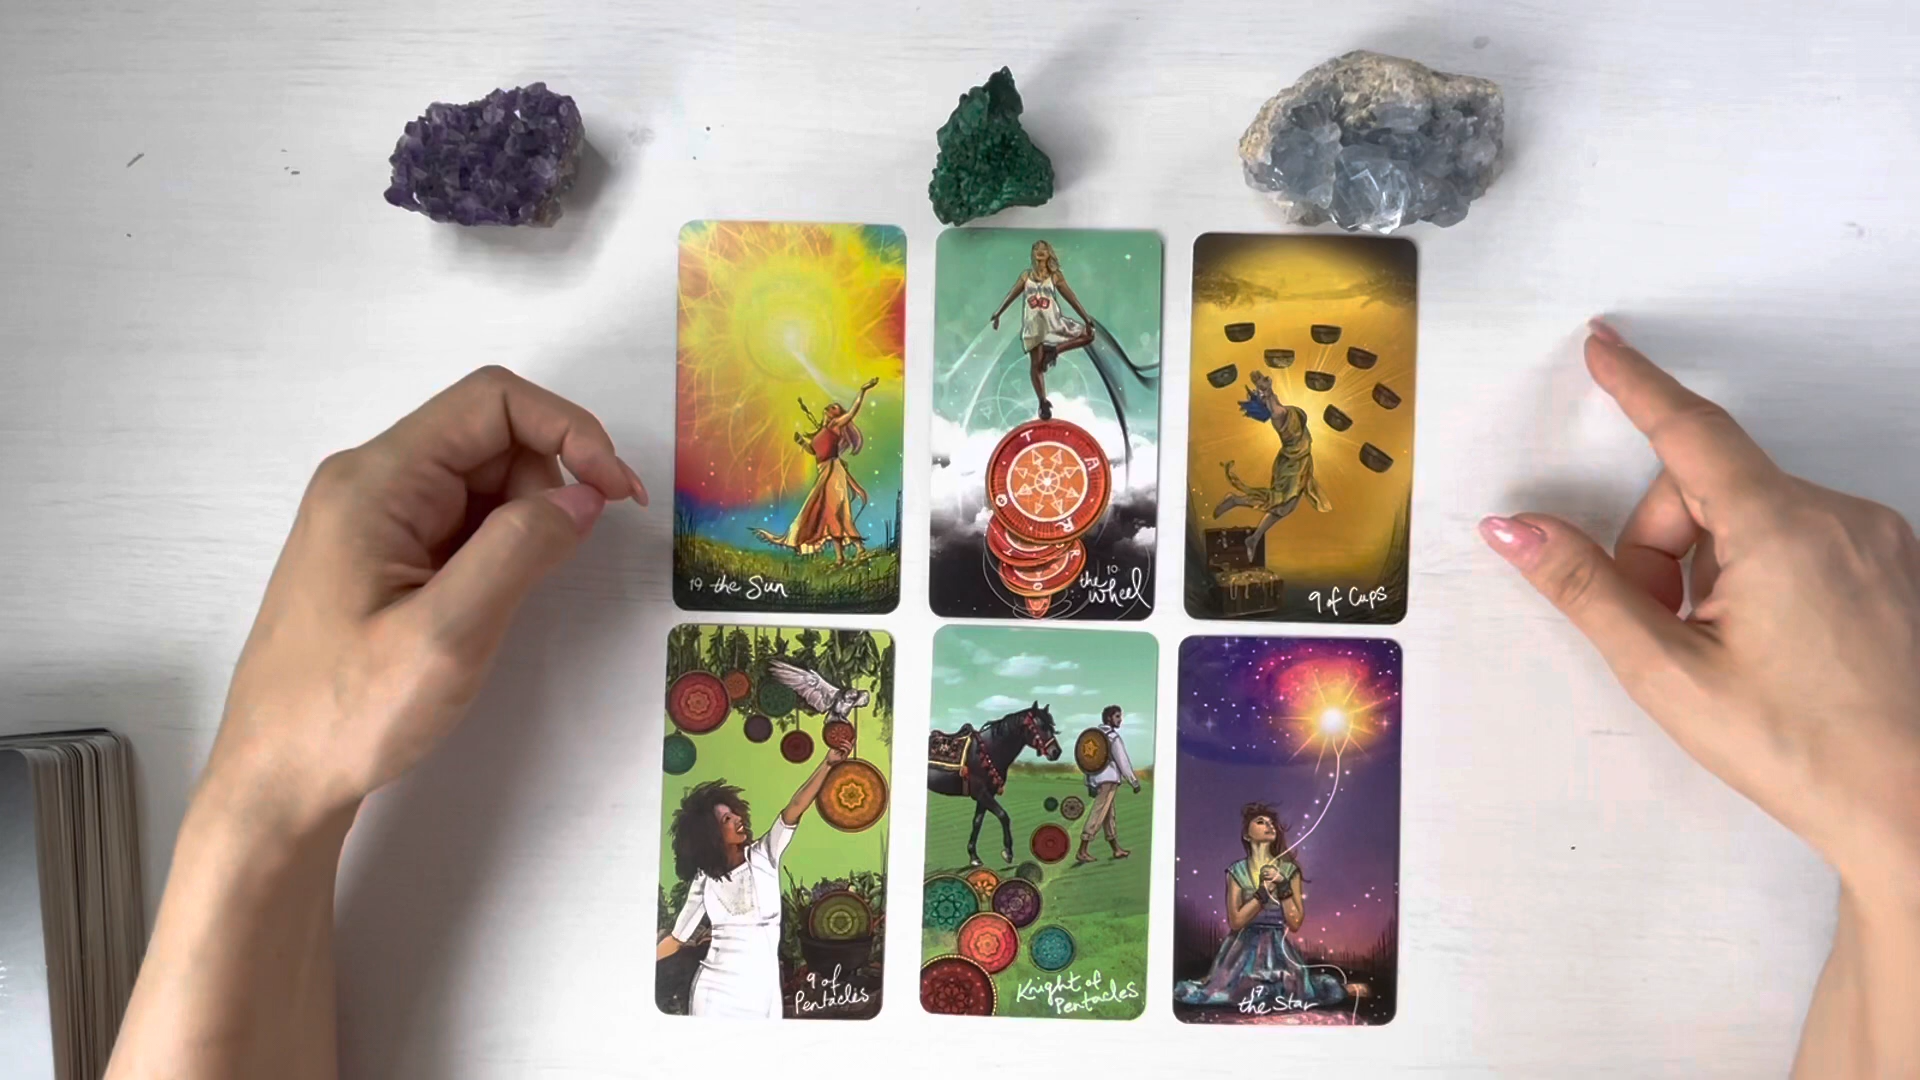 19 the Sun
T A R O
10
the
Wheel
9 of Cups
9 of
Pentacles
Knight of
Pentacles
17
the Star